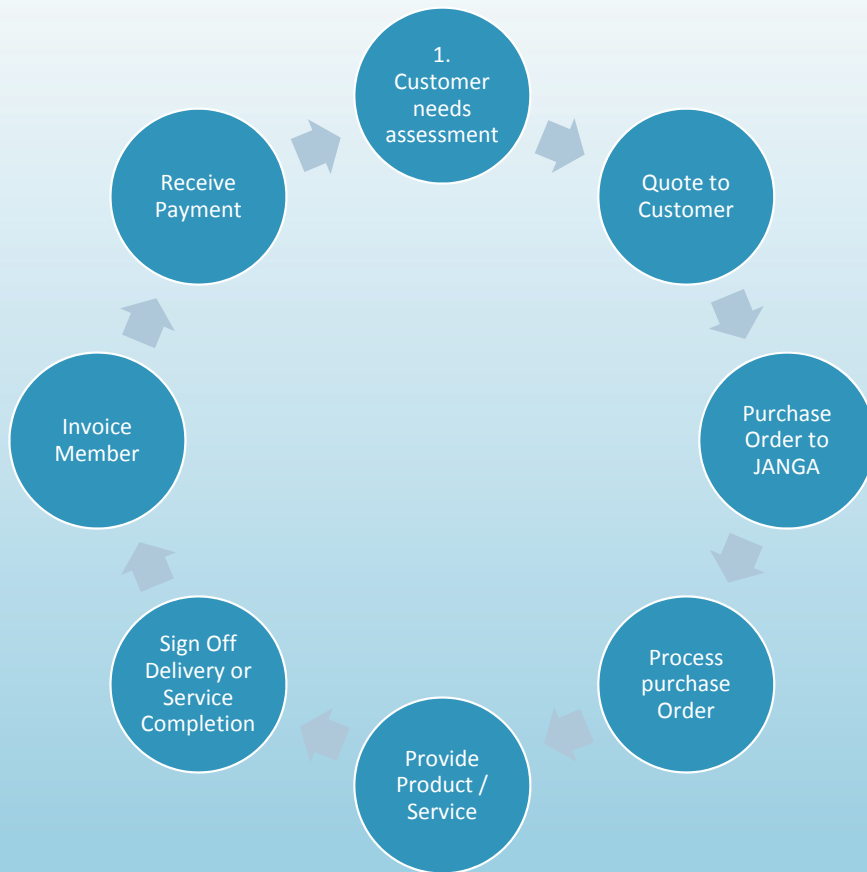 1.
Customer
needs
assessment
Quote to
Customer
Purchase
Order to
JANGA
Process
purchase
Order
Provide
Product /
Service
Sign Off
Delivery or
Service
Completion
Invoice
Member
Receive
Payment